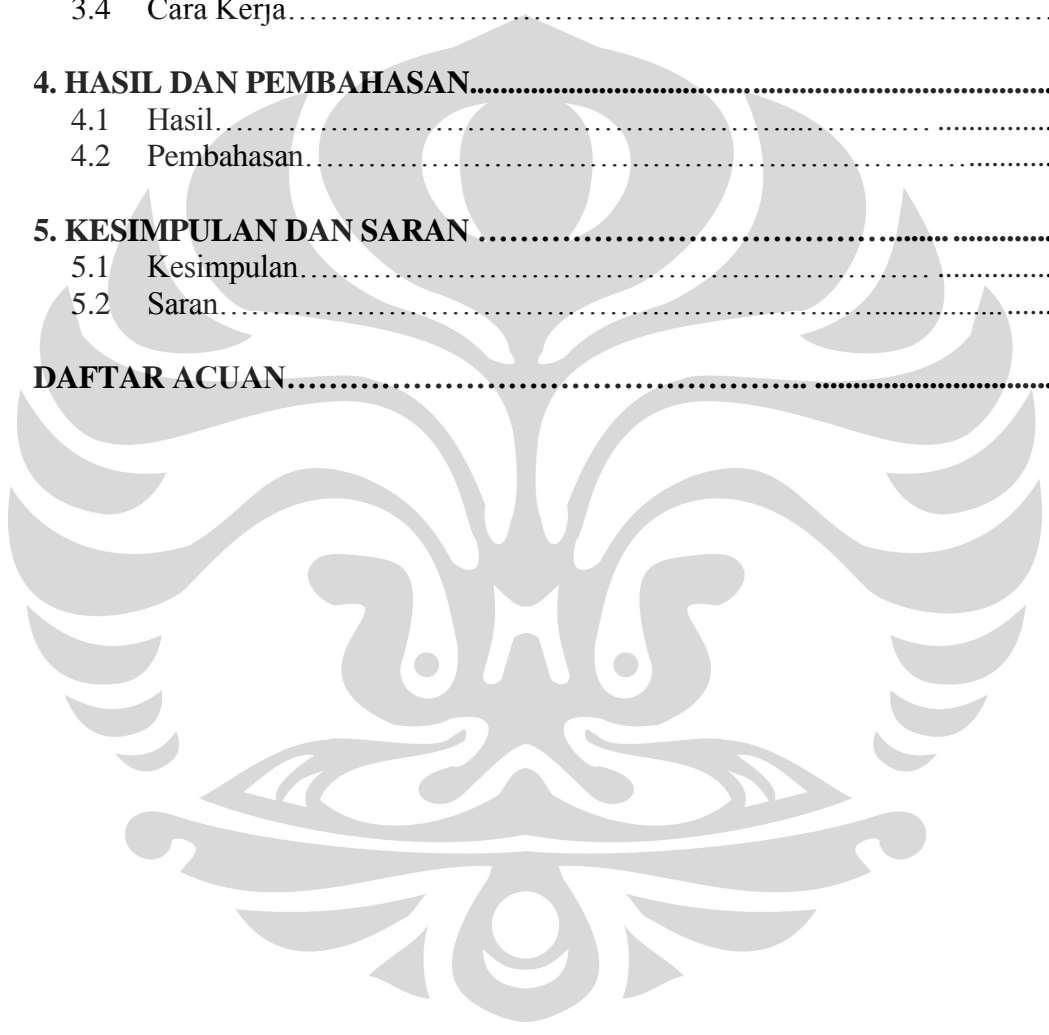 3.4 Cara Kerja……………………………………………………………………
4. HASIL DAN PEMBAHASAN..........................................................................
4.1 Hasil………………………………………………....………… ...............
4.2 Pembahasan………………………………………………………...........
5. KESIMPULAN DAN SARAN …………………………………....... ..............
5.1 Kesimpulan……………………………………………………… ...............
5.2 Saran……………………………………………………...…....................……
DAFTAR ACUAN………………………………………… ..............................